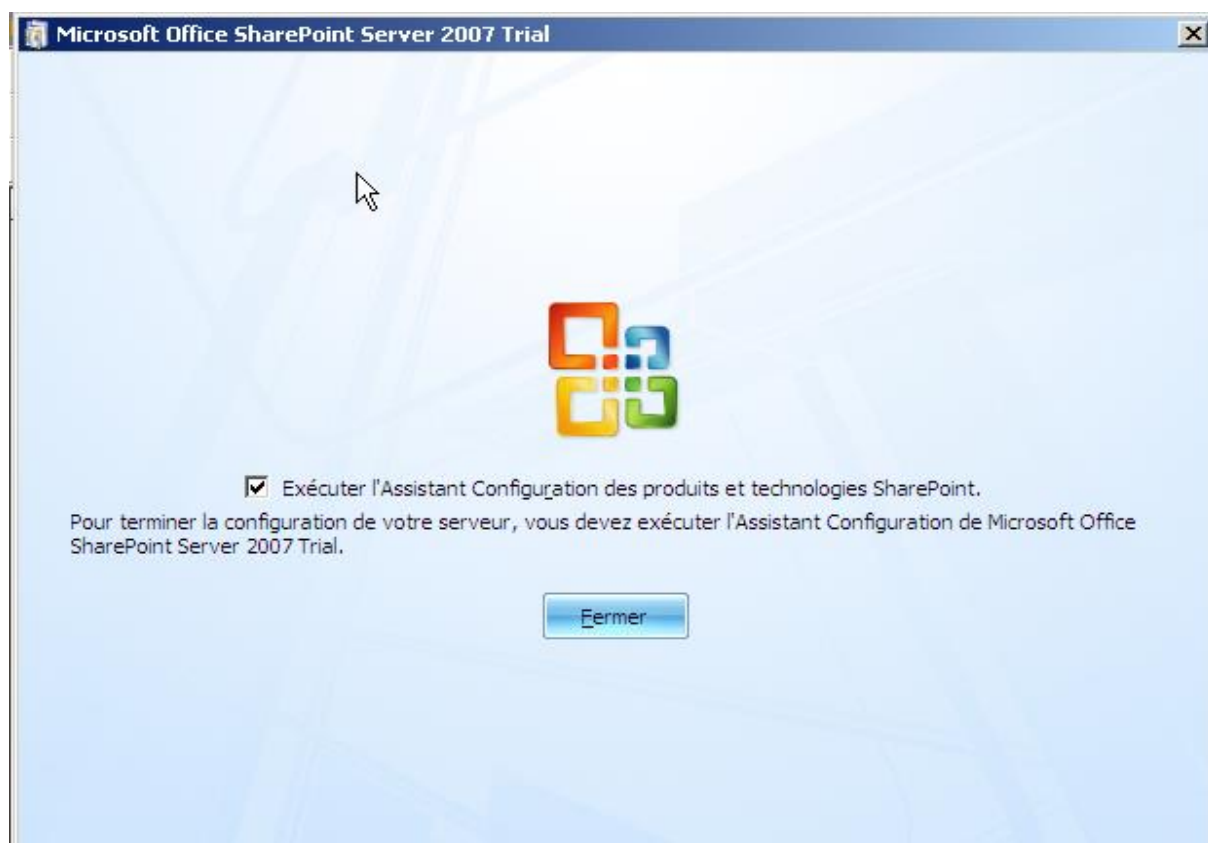 Microsoft Office SharePoint Server 2007 Trial
Exécuter l'Assistant Configuration des produits et technologies SharePoint.
Pour terminer la configuration de votre serveur, vous devez exécuter l'Assistant Configuration de Microsoft Office
SharePoint Server 2007 Trial.
Fermer